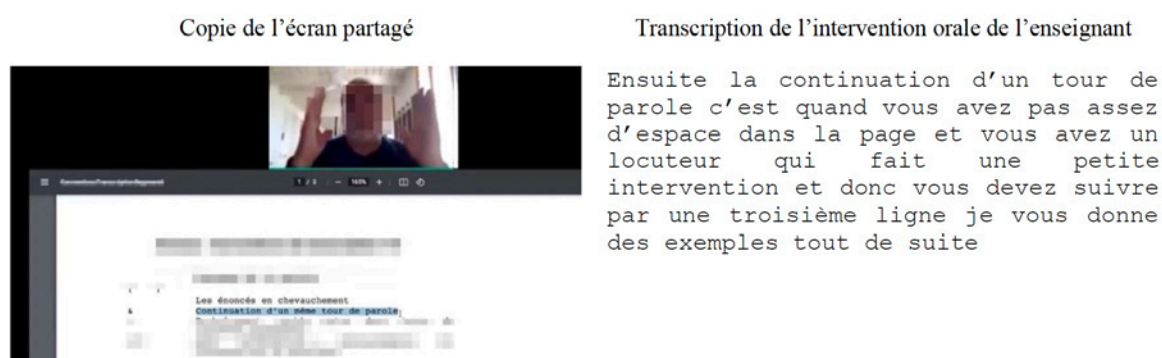 Copie de l’écran partagé
Transcription de l’intervention orale de l’enseignant
1 / 3 — 160% +
Les énoncés en chevauchement
& Continuation d'un même tour de parole
Ensuite la continuation d’un tour de
parole c’est quand vous avez pas assez
d’espace dans la page et vous avez un
locuteur qui fait une petite
intervention et donc vous devez suivre
par une troisième ligne je vous donne
des exemples tout de suite